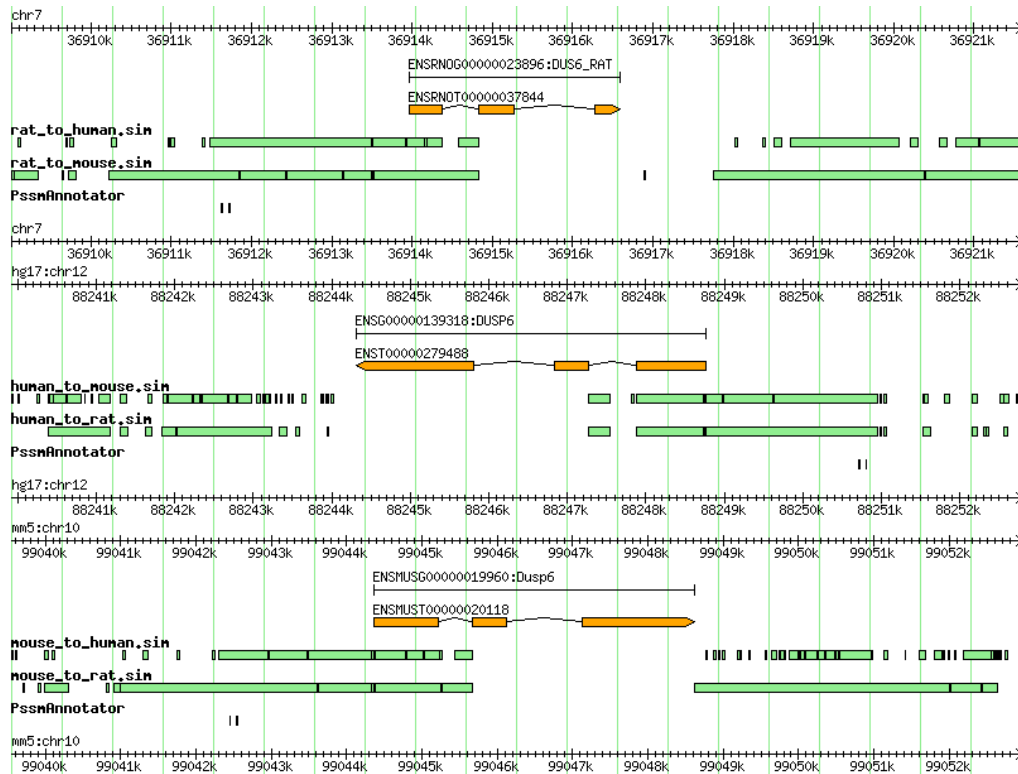 chr7
36910k 36911k 36912k 36913k 36914k 36915k 36916k 36917k 36918k 36919k 36920k 36921k
ENSRNOG00000023896:DUS6_RAT
ENSRNOT00000037844
rat_to_human.sim
rat_to_mouse.sim
PssmAnnotator
chr7
36910k 36911k 36912k 36913k 36914k 36915k 36916k 36917k 36918k 36919k 36920k 36921k
hg17:chr12
88241k 88242k 88243k 88244k 88245k 88246k 88247k 88248k 88249k 88250k 88251k 88252k
ENSG00000139318:DUSP6
ENST00000279488
human_to_mouse.sim
human_to_rat.sim
PssmAnnotator
hg17:chr12
88241k 88242k 88243k 88244k 88245k 88246k 88247k 88248k 88249k 88250k 88251k 88252k
mm5:chr10
99040k 99041k 99042k 99043k 99044k 99045k 99046k 99047k 99048k 99049k 99050k 99051k 99052k
ENSMUSG00000019960:Dusp6
ENSMUST00000020118
mouse_to_human.sim
mouse_to_rat.sim
PssmAnnotator
mm5:chr10
99040k 99041k 99042k 99043k 99044k 99045k 99046k 99047k 99048k 99049k 99050k 99051k 99052k